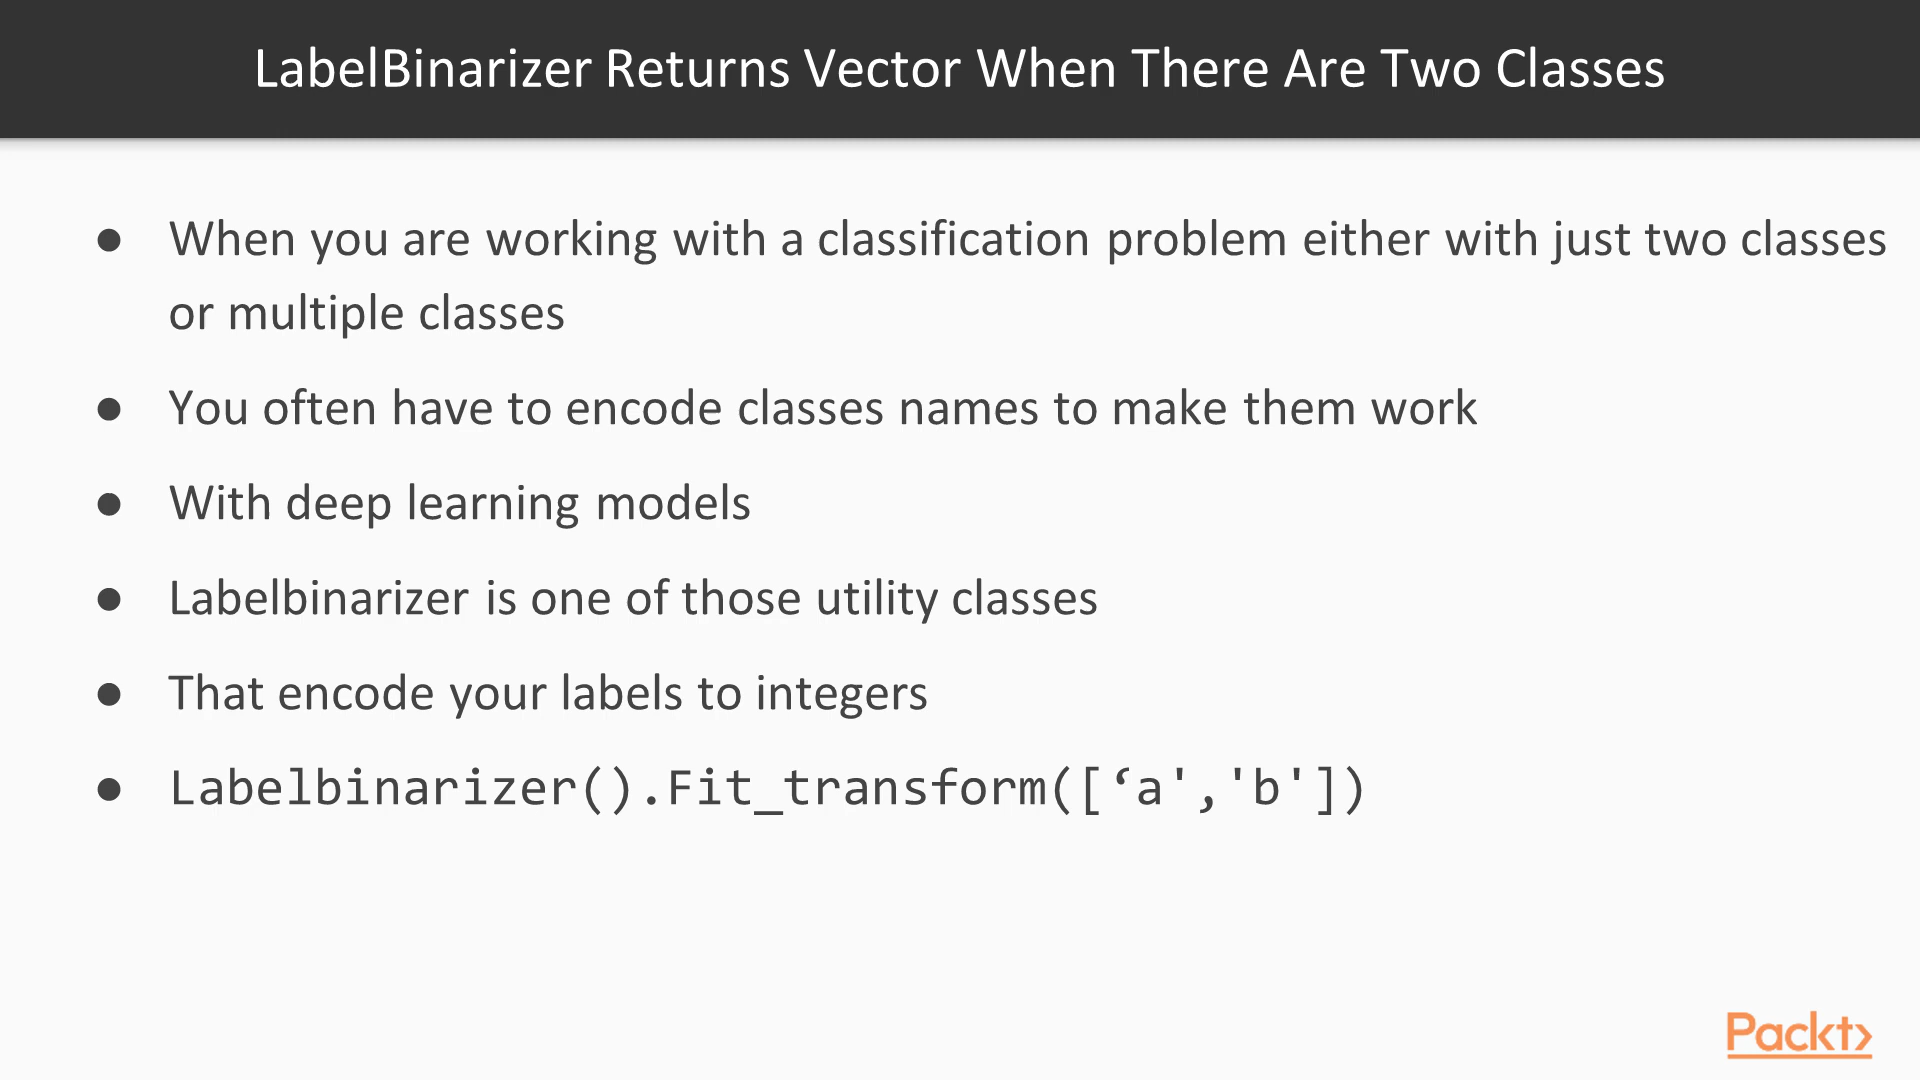 LabelBinarizer Returns Vector When There Are Two Classes
● When you are working with a classification problem either with just two classes
or multiple classes
● You often have to encode classes names to make them work
● With deep learning models
● Labelbinarizer is one of those utility classes
● That encode your labels to integers
● Labelbinarizer().Fit_transform([‘a','b'])
Packt>